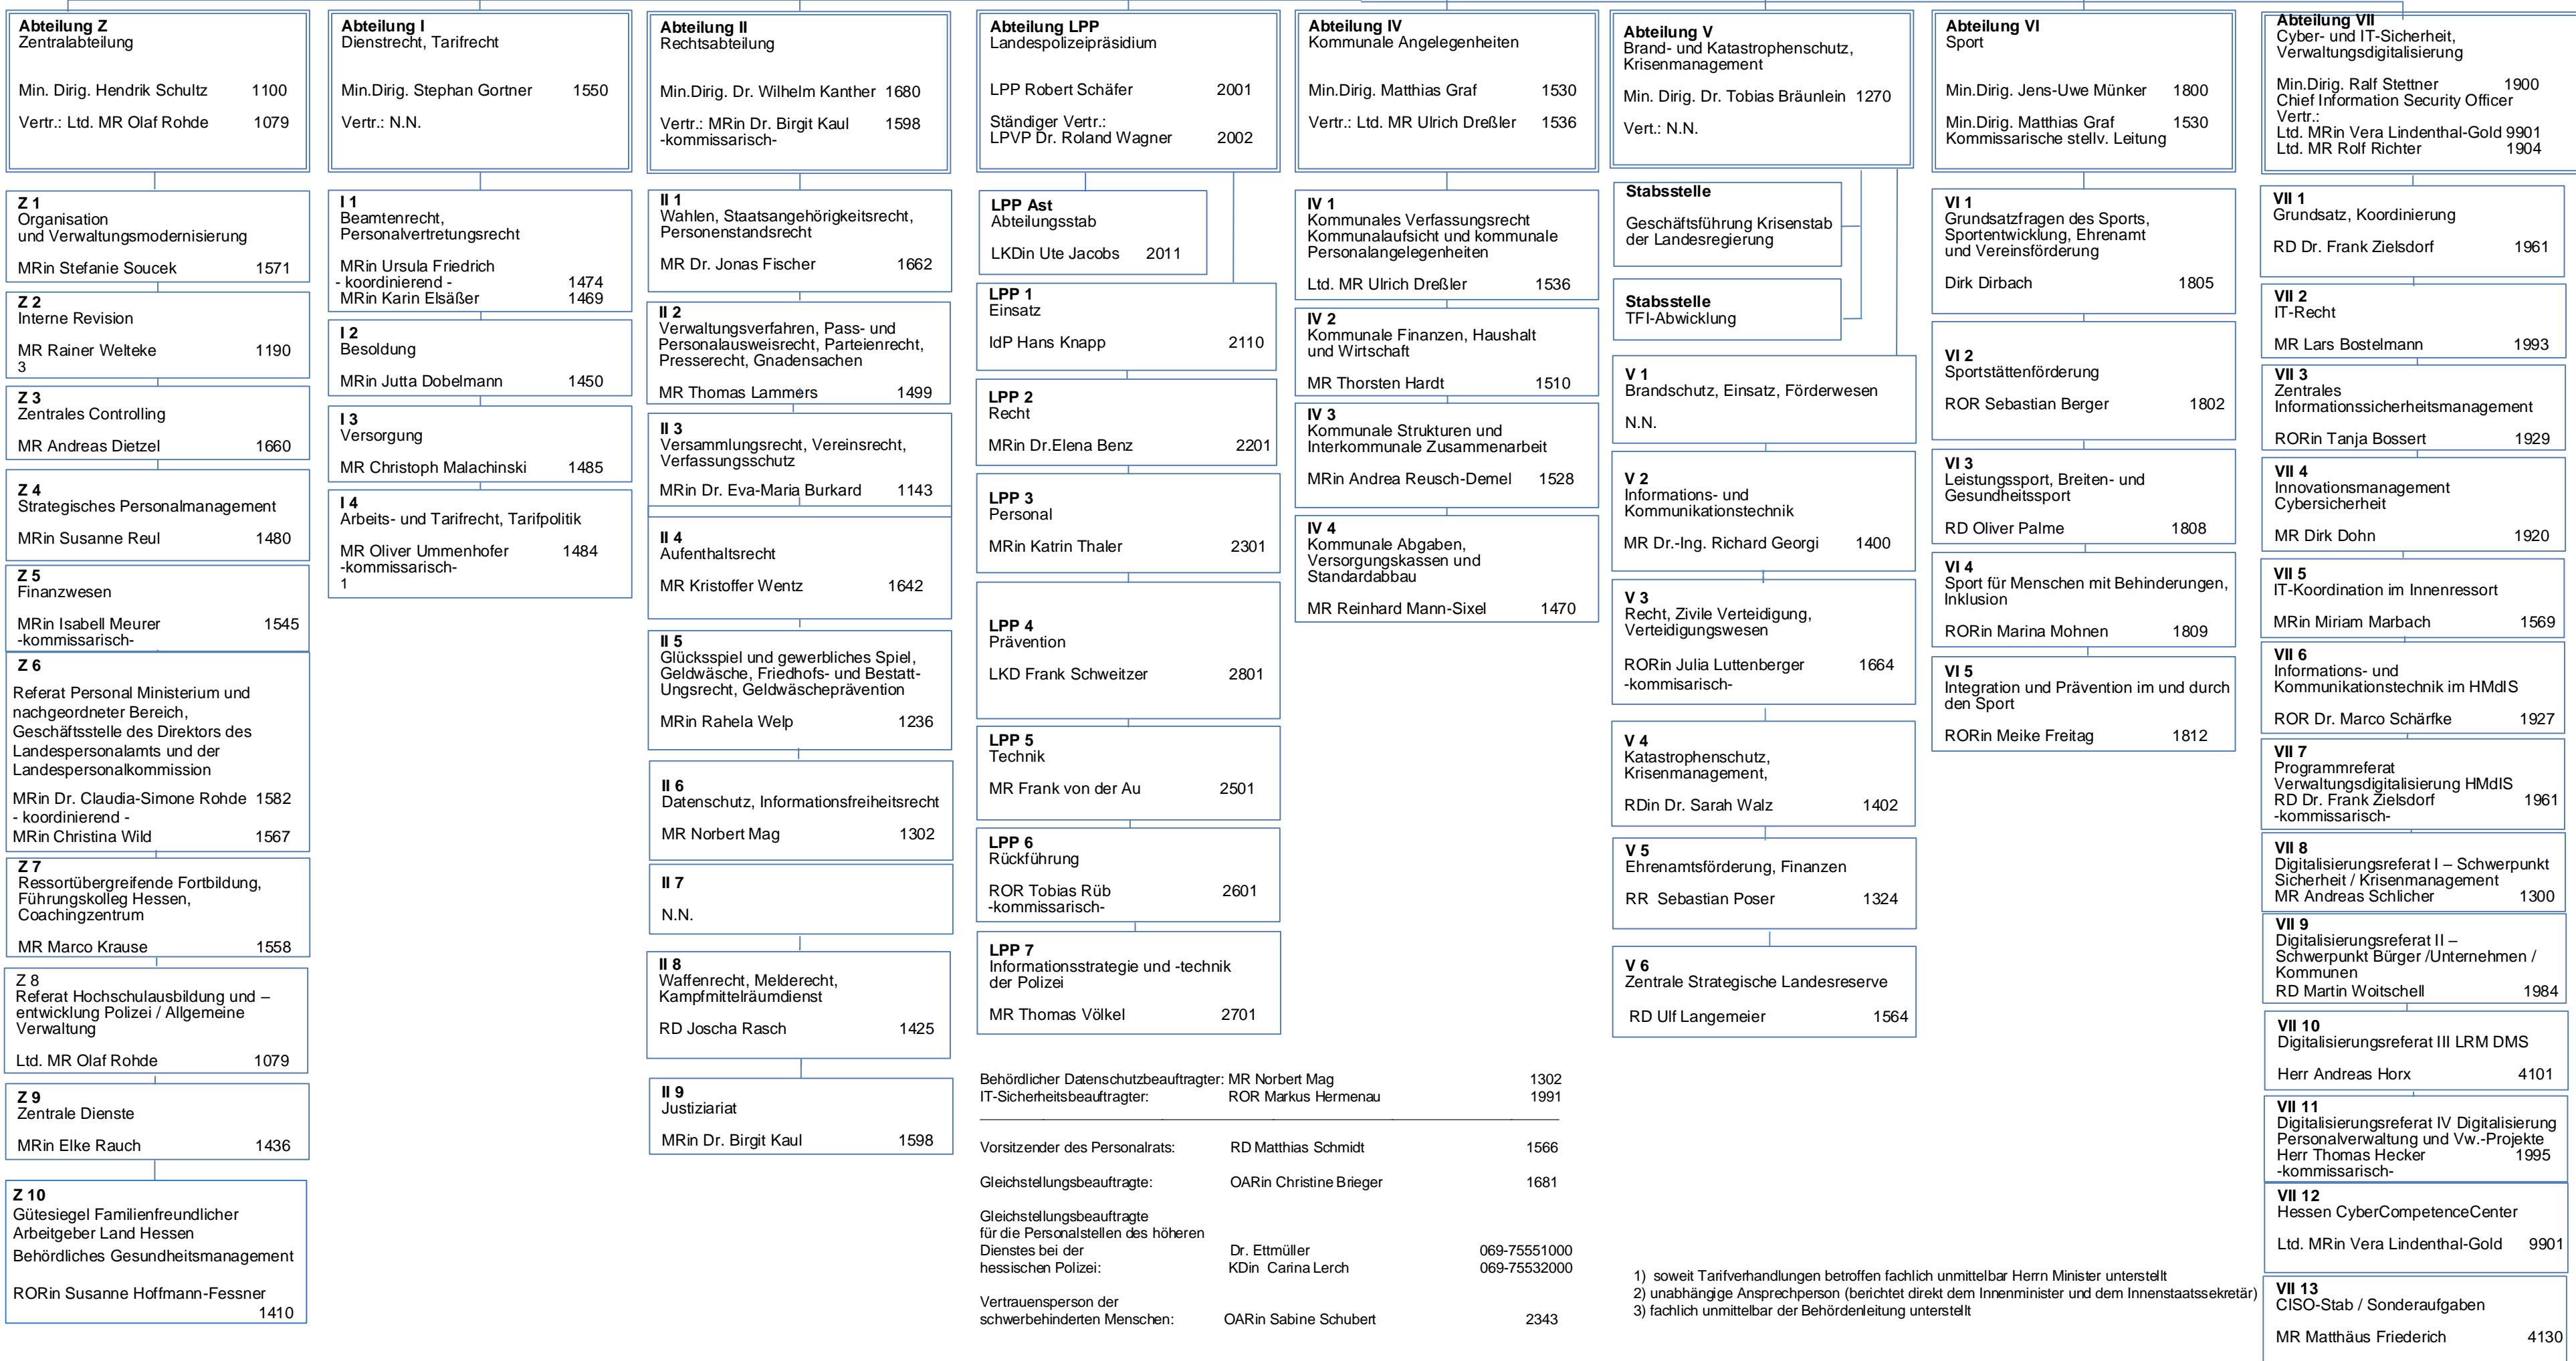 Abteilung Z
Zentralabteilung
Min. Dirig. Hendrik Schultz 1100
Vertr.: Ltd. MR Olaf Rohde 1079
Z 1
Organisation
und Verwaltungsmodernisierung
MRin Stefanie Soucek 1571
Z 2
Interne Revision
MR Rainer Welteke 1190
3
Z 3
Zentrales Controlling
MR Andreas Dietzel 1660
Z 4
Strategisches Personalmanagement
MRin Susanne Reul 1480
Z 5
Finanzwesen
MRin Isabell Meurer 1545
-kommissarisch-
Z 6
Referat Personal Ministerium und
nachgeordneter Bereich,
Geschäftsstelle des Direktors des
Landespersonalamts und der
Landespersonalkommission
MRin Dr. Claudia-Simone Rohde 1582
- koordinierend -
MRin Christina Wild 1567
Z 7
Ressortübergreifende Fortbildung,
Führungskolleg Hessen,
Coachingzentrum
MR Marco Krause 1558
Z 8
Referat Hochschulausbildung und –
entwicklung Polizei / Allgemeine
Verwaltung
Ltd. MR Olaf Rohde 1079
Z 9
Zentrale Dienste
MRin Elke Rauch 1436
Z 10
Gütesiegel Familienfreundlicher
Arbeitgeber Land Hessen
Behördliches Gesundheitsmanagement
RORin Susanne Hoffmann-Fessner
1410
Abteilung I
Dienstrecht, Tarifrecht
Min.Dirig. Stephan Gortner 1550
Vertr.: N.N.
I 1
Beamtenrecht,
Personalvertretungsrecht
MRin Ursula Friedrich
- koordinierend - 1474
MRin Karin Elsäßer 1469
I 2
Besoldung
MRin Jutta Dobelmann 1450
I 3
Versorgung
MR Christoph Malachinski 1485
I 4
Arbeits- und Tarifrecht, Tarifpolitik
MR Oliver Ummenhofer 1484
-kommissarisch-
1
Abteilung II
Rechtsabteilung
Min.Dirig. Dr. Wilhelm Kanther 1680
Vertr.: MRin Dr. Birgit Kaul 1598
-kommissarisch-
II 1
Wahlen, Staatsangehörigkeitsrecht,
Personenstandsrecht
MR Dr. Jonas Fischer 1662
II 2
Verwaltungsverfahren, Pass- und
Personalausweisrecht, Parteienrecht,
Presserecht, Gnadensachen
MR Thomas Lammers 1499
II 3
Versammlungsrecht, Vereinsrecht,
Verfassungsschutz
MRin Dr. Eva-Maria Burkard 1143
II 4
Aufenthaltsrecht
MR Kristoffer Wentz 1642
II 5
Glücksspiel und gewerbliches Spiel,
Geldwäsche, Friedhofs- und Bestatt-
Ungsrecht, Geldwäscheprävention
MRin Rahela Welp 1236
II 6
Datenschutz, Informationsfreiheitsrecht
MR Norbert Mag 1302
II 7
N.N.
II 8
Waffenrecht, Melderecht,
Kampfmittelräumdienst
RD Joscha Rasch 1425
II 9
Justiziariat
MRin Dr. Birgit Kaul 1598
Abteilung LPP
Landespolizeipräsidium
LPP Robert Schäfer 2001
Ständiger Vertr.:
LPVP Dr. Roland Wagner 2002
LPP Ast
Abteilungsstab
LKDin Ute Jacobs 2011
LPP 1
Einsatz
IdP Hans Knapp 2110
LPP 2
Recht
MRin Dr.Elena Benz 2201
LPP 3
Personal
MRin Katrin Thaler 2301
LPP 4
Prävention
LKD Frank Schweitzer 2801
LPP 5
Technik
MR Frank von der Au 2501
LPP 6
Rückführung
ROR Tobias Rüb 2601
-kommissarisch-
LPP 7
Informationsstrategie und -technik
der Polizei
MR Thomas Völkel 2701
Abteilung IV
Kommunale Angelegenheiten
Min.Dirig. Matthias Graf 1530
Vertr.: Ltd. MR Ulrich Dreßler 1536
IV 1
Kommunales Verfassungsrecht
Kommunalaufsicht und kommunale
Personalangelegenheiten
Ltd. MR Ulrich Dreßler 1536
IV 2
Kommunale Finanzen, Haushalt
und Wirtschaft
MR Thorsten Hardt 1510
IV 3
Kommunale Strukturen und
Interkommunale Zusammenarbeit
MRin Andrea Reusch-Demel 1528
IV 4
Kommunale Abgaben,
Versorgungskassen und
Standardabbau
MR Reinhard Mann-Sixel 1470
Abteilung V
Brand- und Katastrophenschutz,
Krisenmanagement
Min. Dirig. Dr. Tobias Bräunlein 1270
Vert.: N.N.
Stabsstelle
Geschäftsführung Krisenstab
der Landesregierung
Stabsstelle
TFI-Abwicklung
V 1
Brandschutz, Einsatz, Förderwesen
N.N.
V 2
Informations- und
Kommunikationstechnik
MR Dr.-Ing. Richard Georgi 1400
V 3
Recht, Zivile Verteidigung,
Verteidigungswesen
RORin Julia Luttenberger 1664
-kommisarisch-
V 4
Katastrophenschutz,
Krisenmanagement,
RDin Dr. Sarah Walz 1402
V 5
Ehrenamtsförderung, Finanzen
RR Sebastian Poser 1324
V 6
Zentrale Strategische Landesreserve
RD Ulf Langemeier 1564
Abteilung VI
Sport
Min.Dirig. Jens-Uwe Münker 1800
Min.Dirig. Matthias Graf 1530
Kommissarische stellv. Leitung
VI 1
Grundsatzfragen des Sports,
Sportentwicklung, Ehrenamt
und Vereinsförderung
Dirk Dirbach 1805
VI 2
Sportstättenförderung
ROR Sebastian Berger 1802
VI 3
Leistungssport, Breiten- und
Gesundheitssport
RD Oliver Palme 1808
VI 4
Sport für Menschen mit Behinderungen,
Inklusion
RORin Marina Mohnen 1809
VI 5
Integration und Prävention im und durch
den Sport
RORin Meike Freitag 1812
Abteilung VII
Cyber- und IT-Sicherheit,
Verwaltungsdigitalisierung
Min.Dirig. Ralf Stettner 1900
Chief Information Security Officer
Vertr.:
Ltd. MRin Vera Lindenthal-Gold 9901
Ltd. MR Rolf Richter 1904
VII 1
Grundsatz, Koordinierung
RD Dr. Frank Zielsdorf 1961
VII 2
IT-Recht
MR Lars Bostelmann 1993
VII 3
Zentrales
Informationssicherheitsmanagement
RORin Tanja Bossert 1929
VII 4
Innovationsmanagement
Cybersicherheit
MR Dirk Dohn 1920
VII 5
IT-Koordination im Innenressort
MRin Miriam Marbach 1569
VII 6
Informations- und
Kommunikationstechnik im HMdIS
ROR Dr. Marco Schärfke 1927
VII 7
Programmreferat
Verwaltungsdigitalisierung HMdIS
RD Dr. Frank Zielsdorf 1961
-kommissarisch-
VII 8
Digitalisierungsreferat I – Schwerpunkt
Sicherheit / Krisenmanagement
MR Andreas Schlicher 1300
VII 9
Digitalisierungsreferat II –
Schwerpunkt Bürger /Unternehmen /
Kommunen
RD Martin Woitschell 1984
VII 10
Digitalisierungsreferat III LRM DMS
Herr Andreas Horx 4101
VII 11
Digitalisierungsreferat IV Digitalisierung
Personalverwaltung und Vw.-Projekte
Herr Thomas Hecker 1995
-kommissarisch-
VII 12
Hessen CyberCompetenceCenter
Ltd. MRin Vera Lindenthal-Gold 9901
VII 13
CISO-Stab / Sonderaufgaben
MR Matthäus Friederich 4130
Behördlicher Datenschutzbeauftragter: MR Norbert Mag 1302
IT-Sicherheitsbeauftragter: ROR Markus Hermenau 1991
Vorsitzender des Personalrats: RD Matthias Schmidt 1566
Gleichstellungsbeauftragte: OARin Christine Brieger 1681
Gleichstellungsbeauftragte
für die Personalstellen des höheren
Dienstes bei der Dr. Ettmüller 069-75551000
hessischen Polizei: KDin Carina Lerch 069-75532000
Vertrauensperson der
schwerbehinderten Menschen: OARin Sabine Schubert 2343
1) soweit Tarifverhandlungen betroffen fachlich unmittelbar Herrn Minister unterstellt
2) unabhängige Ansprechperson (berichtet direkt dem Innenminister und dem Innenstaatssekretär)
3) fachlich unmittelbar der Behördenleitung unterstellt